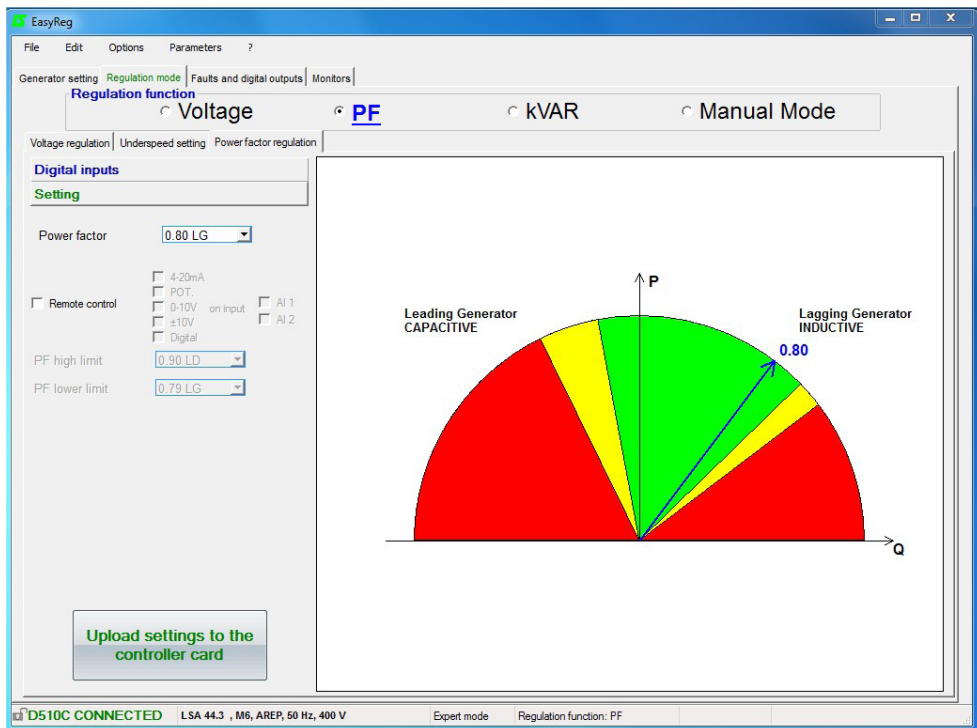 EasyReg
File Edit Options Parameters ?
Generator setting Regulation mode Faults and digital outputs Monitors
Regulation function
Voltage PF kVAR Manual Mode
Voltage regulation Underspeed setting Power factor regulation
Digital inputs
Setting
Power factor 0.80 LG
Remote control
4-20mA
POT.
0-10V
±10V
Digital
on input
AI 1
AI 2
PF high limit 0.90 LD
PF lower limit 0.79 LG
Upload settings to the
controller card
P
Leading Generator
CAPACITIVE
Lagging Generator
INDUCTIVE
0.80
Q
D510C CONNECTED LSA 44.3 , M6, AREP, 50 Hz, 400 V Expert mode Regulation function: PF